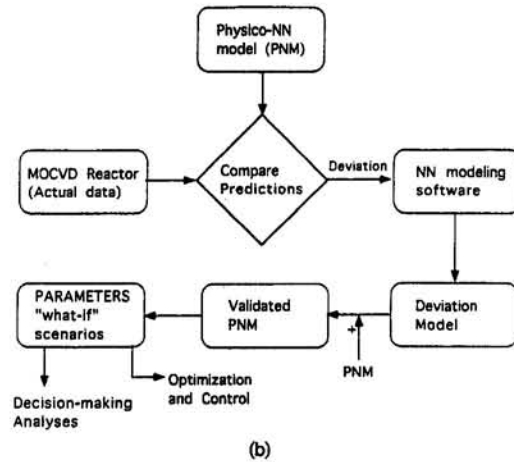 Physico-NN
model (PNM)
MOCVD Reactor
(Actual data)
Compare
Predictions
Deviation
NN modeling
software
PARAMETERS
"what-if"
scenarios
Validated
PNM
+
PNM
Deviation
Model
Optimization
and Control
Decision-making
Analyses
(b)